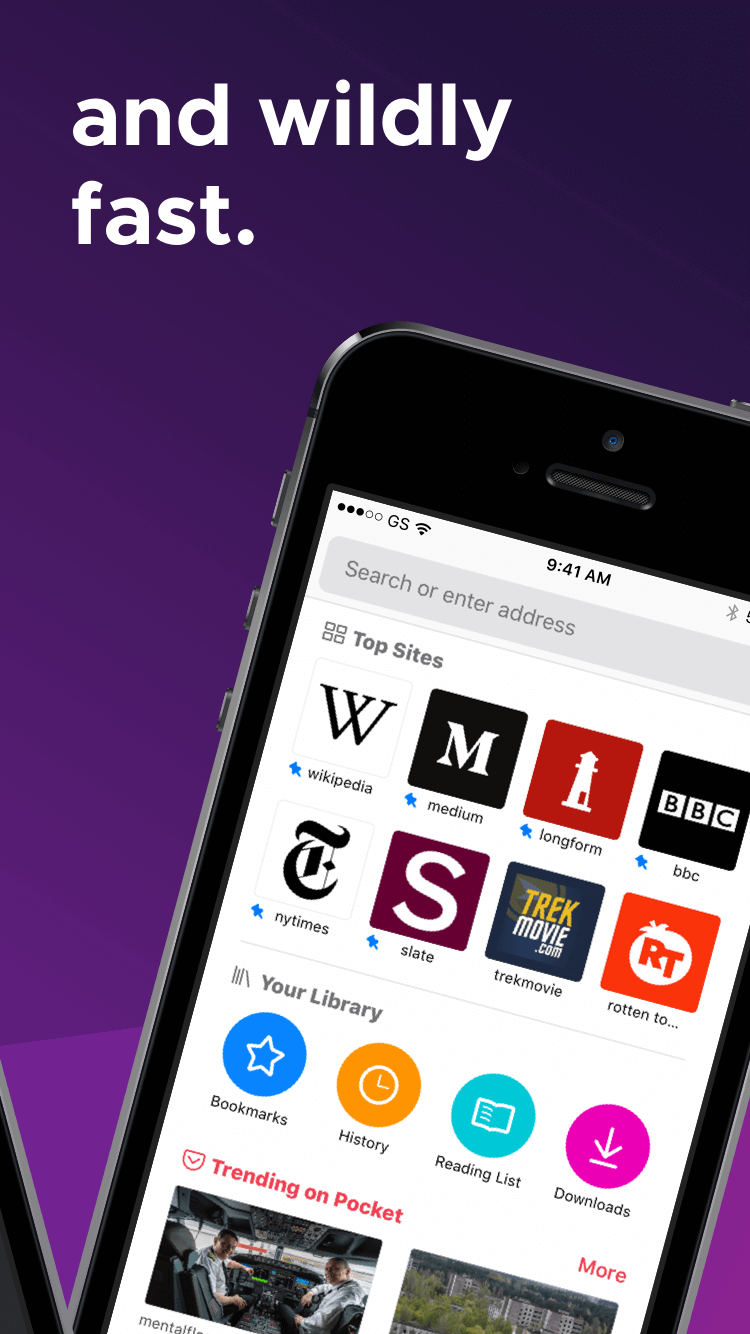 and wildly
fast.
GS
9:41 AM
Search or enter address
Top Sites
W
M
BBC
wikipedia
medium
longform
bbc
T
S
TREK
MOVIE
.COM
RT
nytimes
slate
trekmovie
rotten to...
Your Library
Bookmarks
History
Reading List
Downloads
Trending on Pocket
More